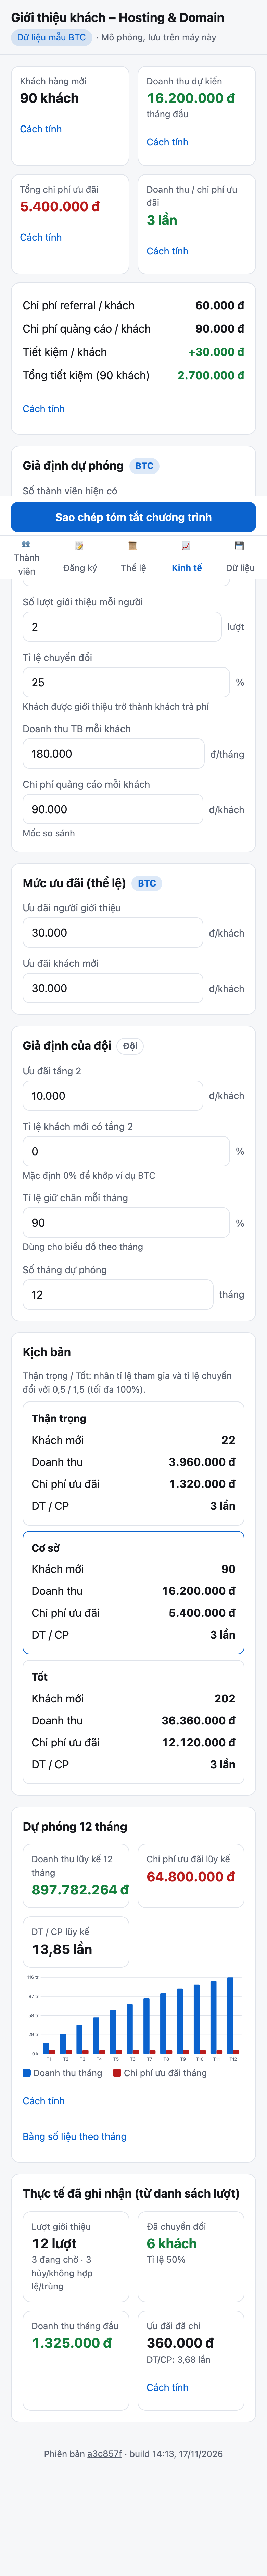 Giới thiệu khách – Hosting & Domain
Dữ liệu mẫu BTC · Mô phỏng, lưu trên máy này
Khách hàng mới
90 khách
Cách tính
Doanh thu dự kiến
16.200.000 đ
tháng đầu
Cách tính
Tổng chi phí ưu đãi
5.400.000 đ
Cách tính
Doanh thu / chi phí ưu
đãi
3 lần
Cách tính
Chi phí referral / khách 60.000 đ
Chi phí quảng cáo / khách 90.000 đ
Tiết kiệm / khách +30.000 đ
Tổng tiết kiệm (90 khách) 2.700.000 đ
Cách tính
Giả định dự phóng BTC
Số thành viên hiện có
Sao chép tóm tắt chương trình
Thành
viên
Đăng ký
Thể lệ
Kinh tế
Dữ liệu
Số lượt giới thiệu mỗi người
2 lượt
Tỉ lệ chuyển đổi
25 %
Khách được giới thiệu trở thành khách trả phí
Doanh thu TB mỗi khách
180.000 đ/tháng
Chi phí quảng cáo mỗi khách
90.000 đ/khách
Mốc so sánh
Mức ưu đãi (thể lệ) BTC
Ưu đãi người giới thiệu
30.000 đ/khách
Ưu đãi khách mới
30.000 đ/khách
Giả định của đội Đội
Ưu đãi tầng 2
10.000 đ/khách
Tỉ lệ khách mới có tầng 2
0 %
Mặc định 0% để khớp ví dụ BTC
Tỉ lệ giữ chân mỗi tháng
90 %
Dùng cho biểu đồ theo tháng
Số tháng dự phóng
12 tháng
Kịch bản
Thận trọng / Tốt: nhân tỉ lệ tham gia và tỉ lệ chuyển
đổi với 0,5 / 1,5 (tối đa 100%).
Thận trọng
Khách mới 22
Doanh thu 3.960.000 đ
Chi phí ưu đãi 1.320.000 đ
DT / CP 3 lần
Cơ sở
Khách mới 90
Doanh thu 16.200.000 đ
Chi phí ưu đãi 5.400.000 đ
DT / CP 3 lần
Tốt
Khách mới 202
Doanh thu 36.360.000 đ
Chi phí ưu đãi 12.120.000 đ
DT / CP 3 lần
Dự phóng 12 tháng
Doanh thu lũy kế 12
tháng
897.782.264 đ
Chi phí ưu đãi lũy kế
64.800.000 đ
DT / CP lũy kế
13,85 lần
116 tr
87 tr
58 tr
29 tr
0 k
T1 T2 T3 T4 T5 T6 T7 T8 T9 T10 T11 T12
Doanh thu tháng Chi phí ưu đãi tháng
Cách tính
Bảng số liệu theo tháng
Thực tế đã ghi nhận (từ danh sách lượt)
Lượt giới thiệu
12 lượt
3 đang chờ · 3
hủy/không hợp
lệ/trùng
Đã chuyển đổi
6 khách
Tỉ lệ 50%
Doanh thu tháng đầu
1.325.000 đ
Ưu đãi đã chi
360.000 đ
DT/CP: 3,68 lần
Cách tính
Phiên bản a3c857f · build 14:13, 17/11/2026